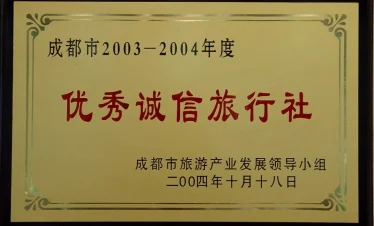 成都市2003-2004年度
优秀诚信旅行社
成都市旅游产业发展领导小组
二00四年十月十八日